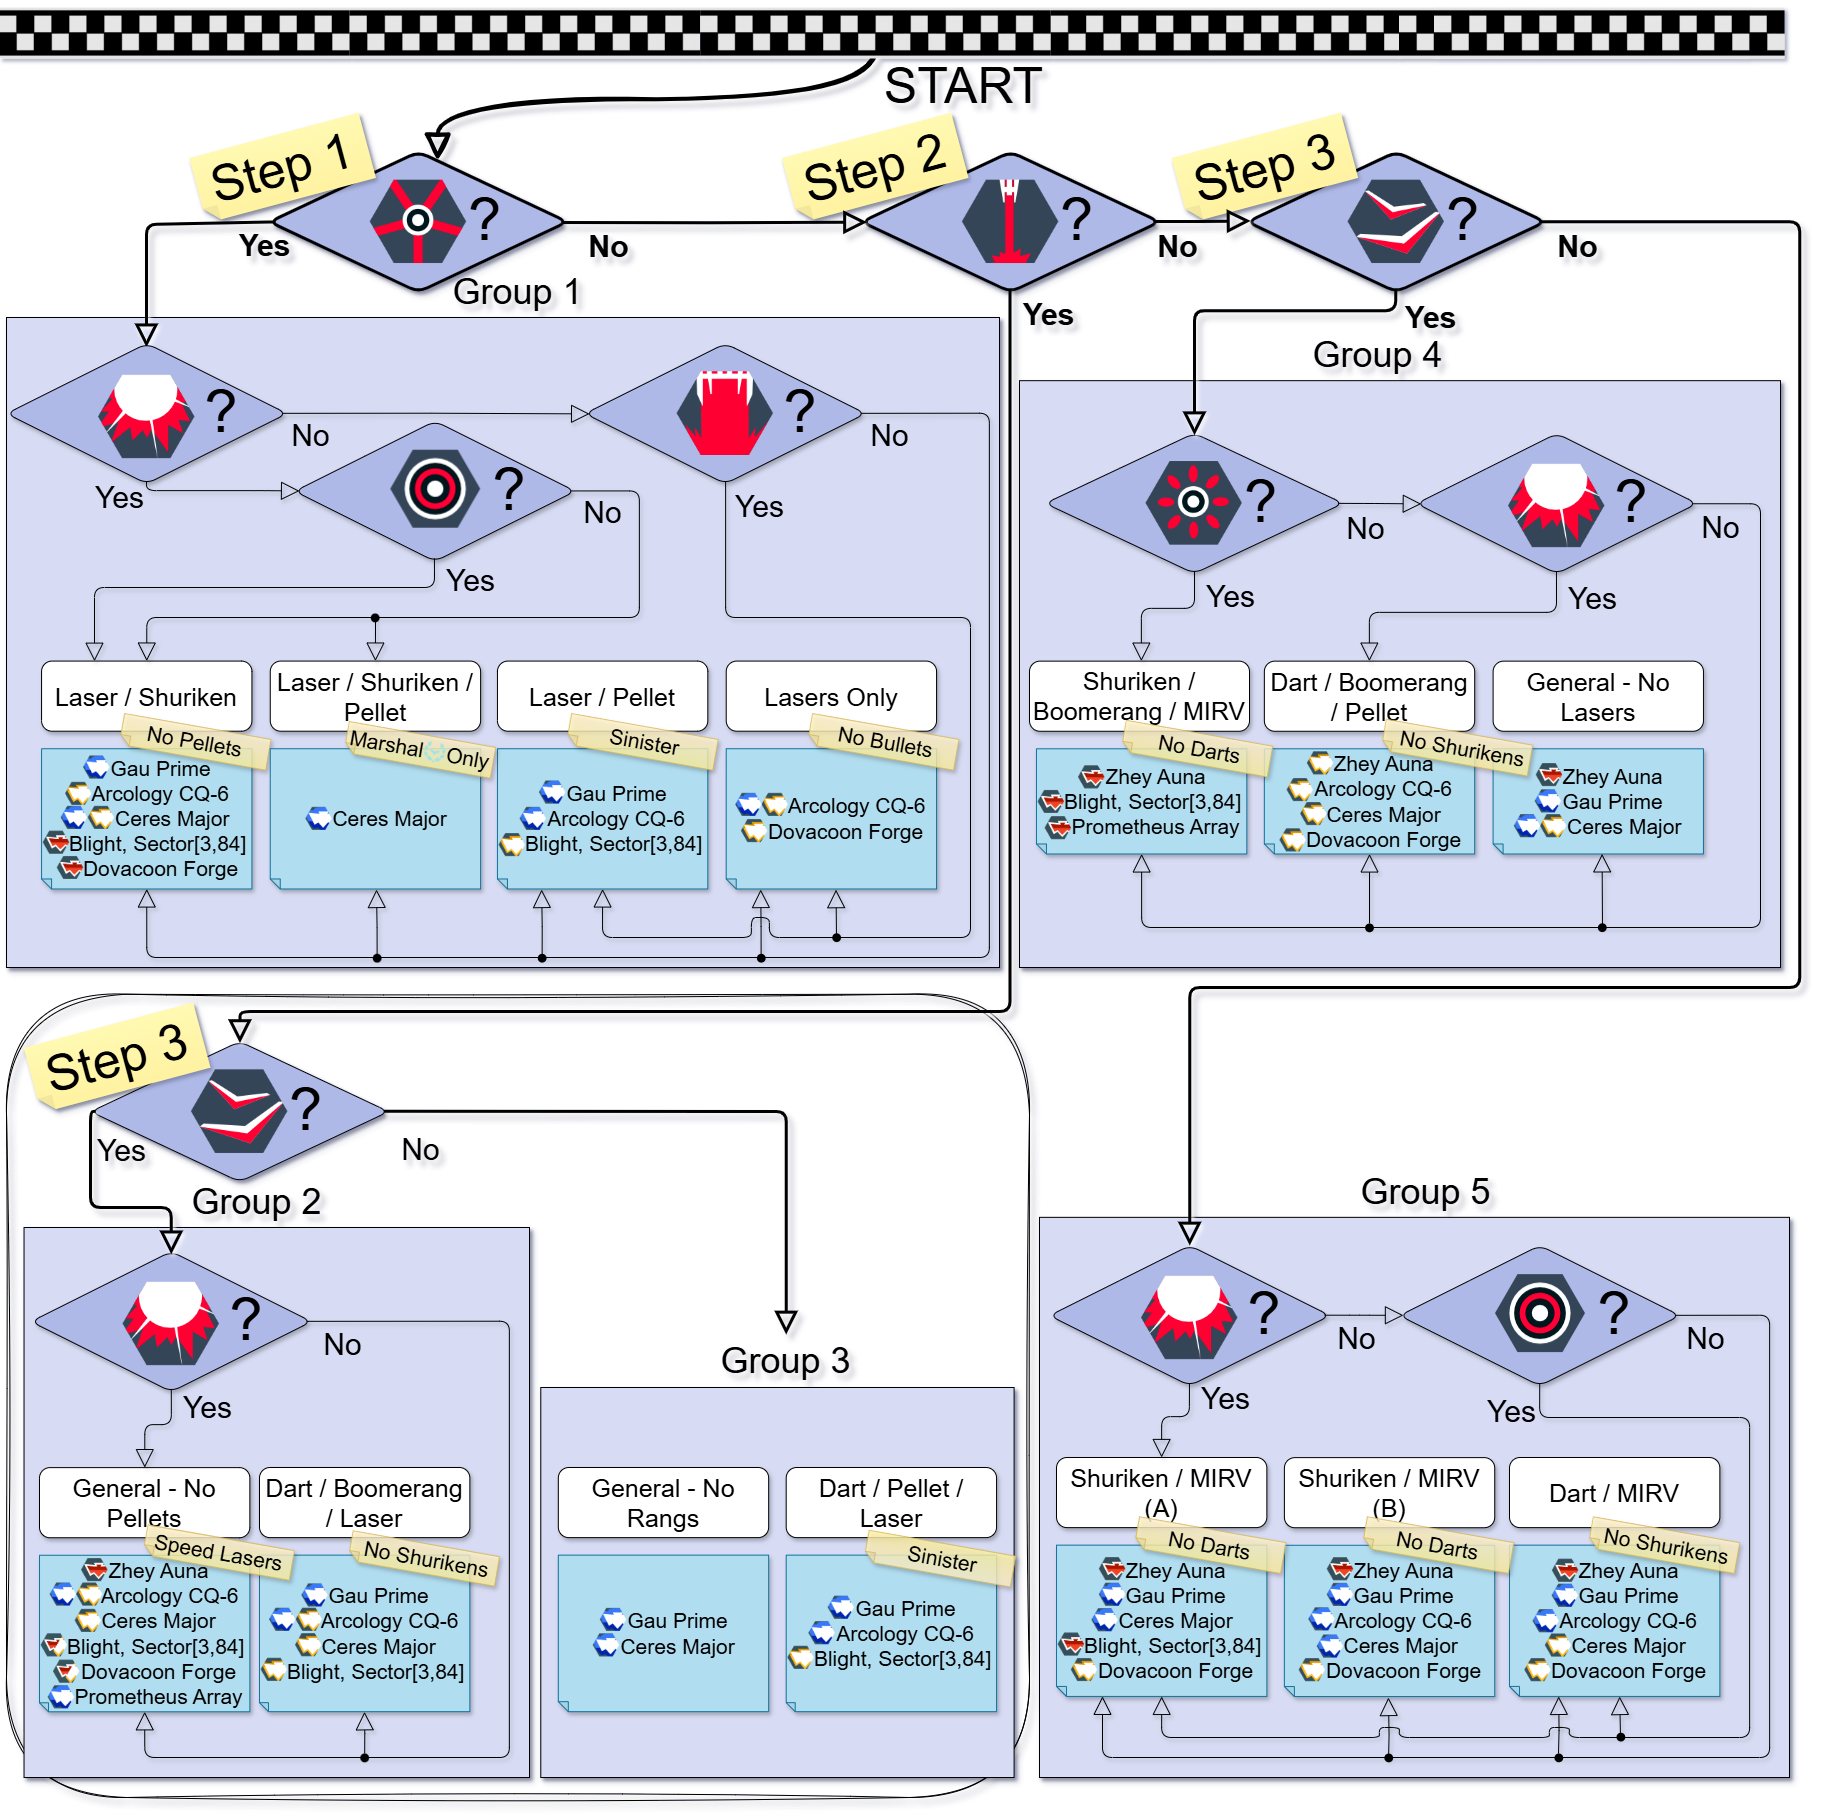 START
Step 1
?
Yes
No
Step 2
?
No
Yes
Step 3
?
No
Yes
Group 1
?
No
Yes
?
No
Yes
?
No
Yes
Laser / Shuriken
No Pellets
Gau Prime
Arcology CQ-6
Ceres Major
Blight, Sector[3,84]
Dovacoon Forge
Laser / Shuriken /
Pellet
Marshal Only
Ceres Major
Laser / Pellet
Sinister
Gau Prime
Arcology CQ-6
Blight, Sector[3,84]
Lasers Only
No Bullets
Arcology CQ-6
Dovacoon Forge
Group 4
?
No
Yes
?
No
Yes
Shuriken /
Boomerang / MIRV
No Darts
Zhey Auna
Blight, Sector[3,84]
Prometheus Array
Dart / Boomerang
/ Pellet
No Shurikens
Zhey Auna
Arcology CQ-6
Ceres Major
Dovacoon Forge
General - No
Lasers
Zhey Auna
Gau Prime
Ceres Major
Step 3
?
Yes
No
Group 2
?
No
Yes
General - No
Pellets
Speed Lasers
Zhey Auna
Arcology CQ-6
Ceres Major
Blight, Sector[3,84]
Dovacoon Forge
Prometheus Array
Dart / Boomerang
/ Laser
No Shurikens
Gau Prime
Arcology CQ-6
Ceres Major
Blight, Sector[3,84]
Group 3
General - No
Rangs
Gau Prime
Ceres Major
Dart / Pellet /
Laser
Sinister
Gau Prime
Arcology CQ-6
Blight, Sector[3,84]
Group 5
?
No
Yes
?
No
Yes
Shuriken / MIRV
(A)
No Darts
Zhey Auna
Gau Prime
Ceres Major
Blight, Sector[3,84]
Dovacoon Forge
Shuriken / MIRV
(B)
No Darts
Zhey Auna
Gau Prime
Arcology CQ-6
Ceres Major
Dovacoon Forge
Dart / MIRV
No Shurikens
Zhey Auna
Gau Prime
Arcology CQ-6
Ceres Major
Dovacoon Forge